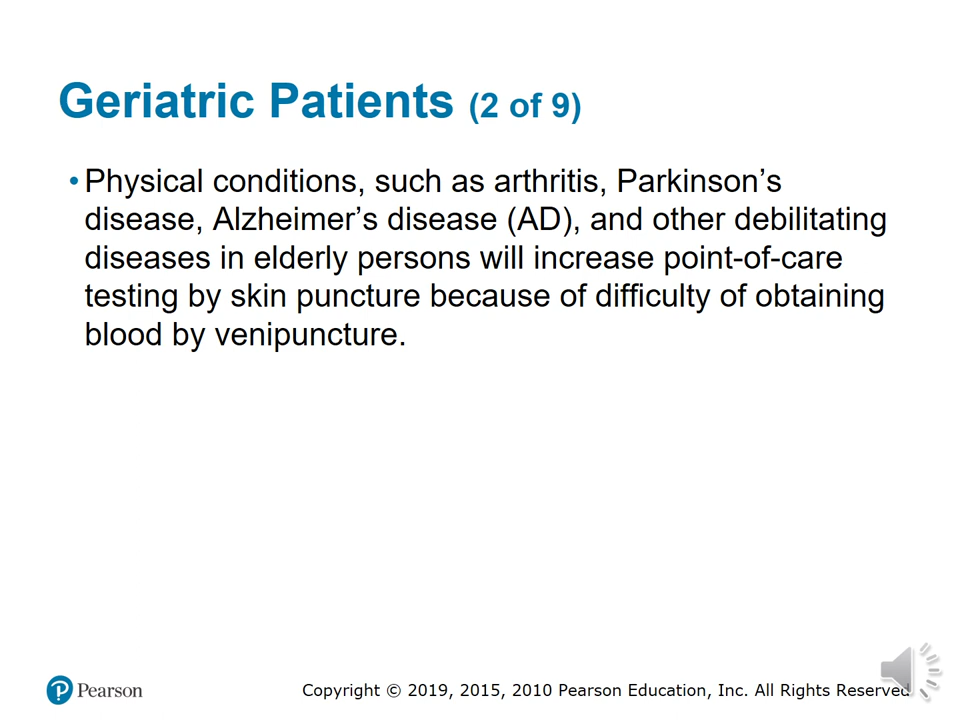 Geriatric Patients (2 of 9)
• Physical conditions, such as arthritis, Parkinson’s
disease, Alzheimer’s disease (AD), and other debilitating
diseases in elderly persons will increase point-of-care
testing by skin puncture because of difficulty of obtaining
blood by venipuncture.
Pearson
Copyright © 2019, 2015, 2010 Pearson Education, Inc. All Rights Reserved